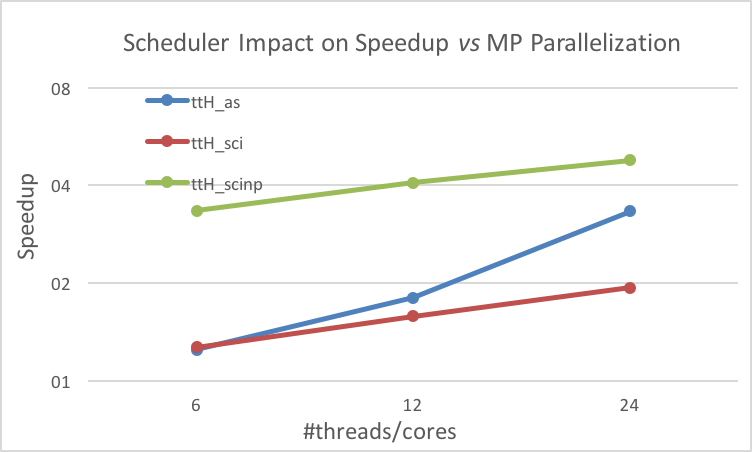 Scheduler Impact on Speedup vs MP Parallelization
08
ttH_as
ttH_sci
04
ttH_scinp
Speedup
02
01
6 12 24
#threads/cores